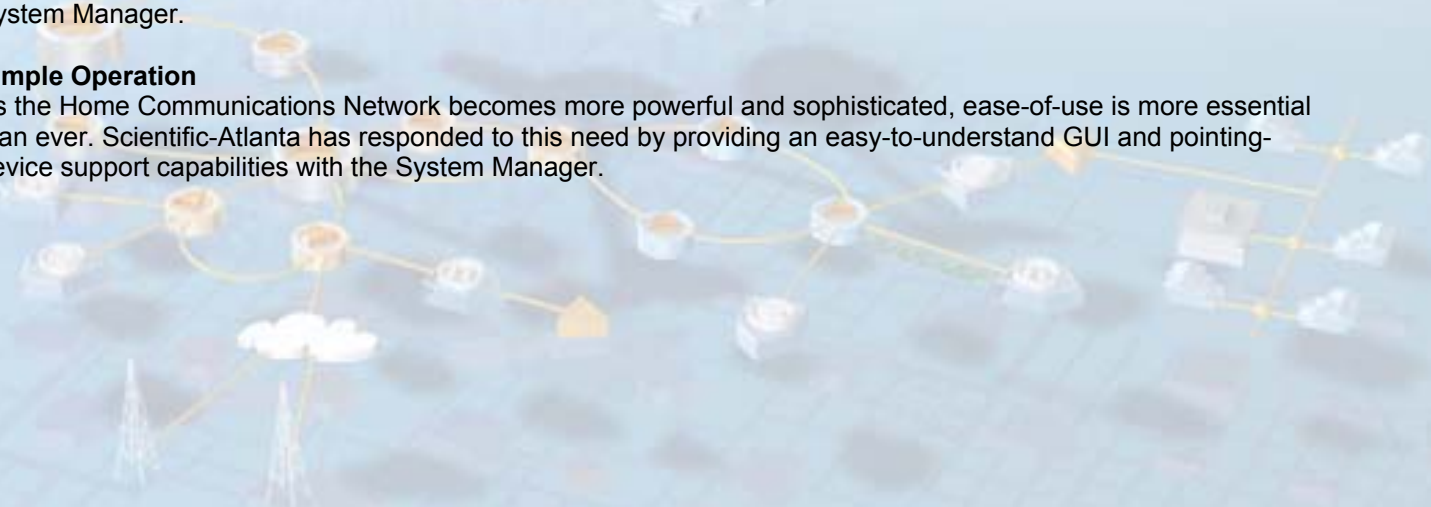 ystem Manager.
mple Operation
s the Home Communications Network becomes more powerful and sophisticated, ease-of-use is more essential
an ever. Scientific-Atlanta has responded to this need by providing an easy-to-understand GUI and pointing-
evice support capabilities with the System Manager.